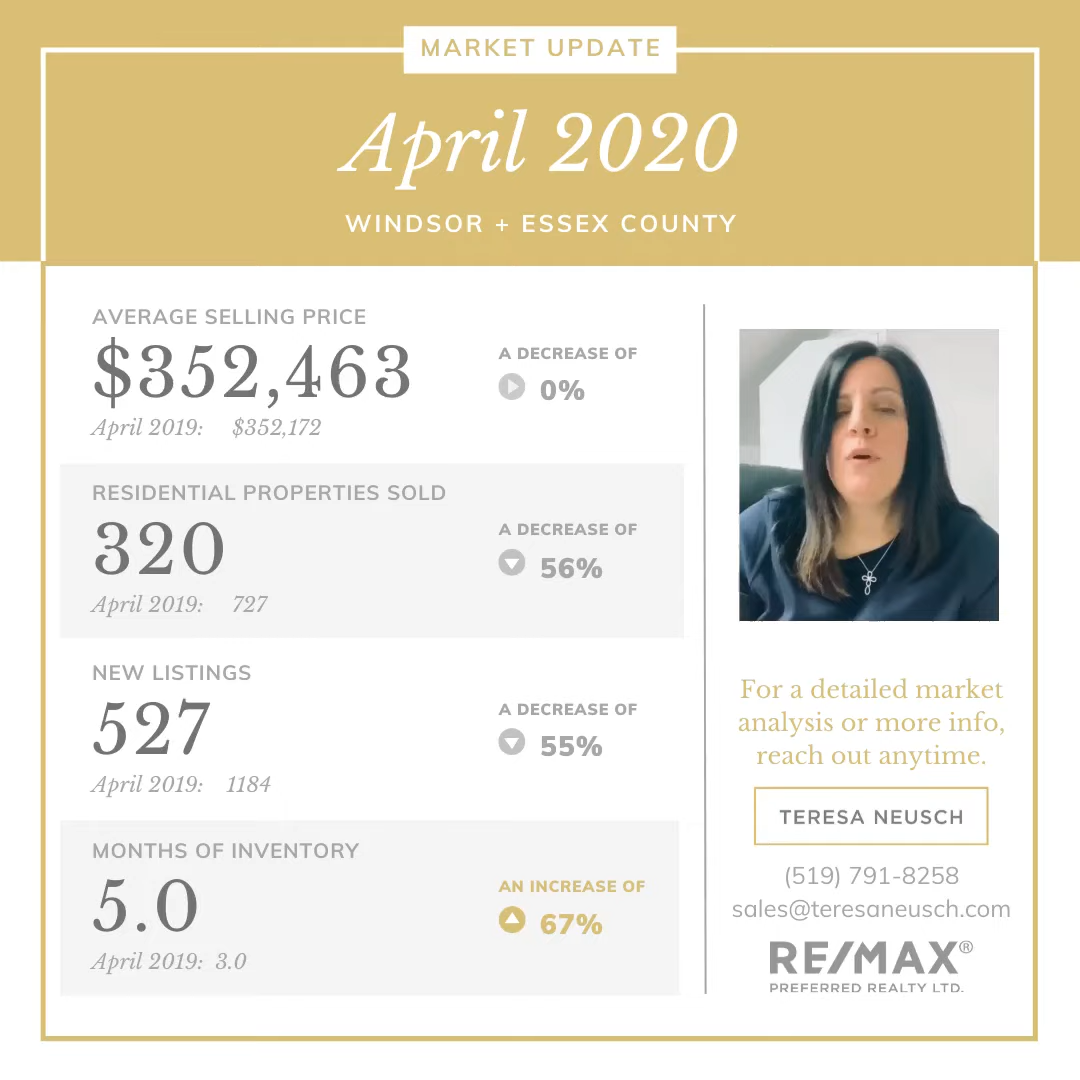 MARKET UPDATE
April 2020
WINDSOR + ESSEX COUNTY
AVERAGE SELLING PRICE
$352,463
April 2019: $352,172
A DECREASE OF
0%
RESIDENTIAL PROPERTIES SOLD
320
April 2019: 727
A DECREASE OF
56%
NEW LISTINGS
527
April 2019: 1184
A DECREASE OF
55%
MONTHS OF INVENTORY
5.0
April 2019: 3.0
AN INCREASE OF
67%
For a detailed market
analysis or more info,
reach out anytime.
TERESA NEUSCH
(519) 791-8258
sales@teresaneusch.com
RE/MAX®
PREFERRED REALTY LTD.